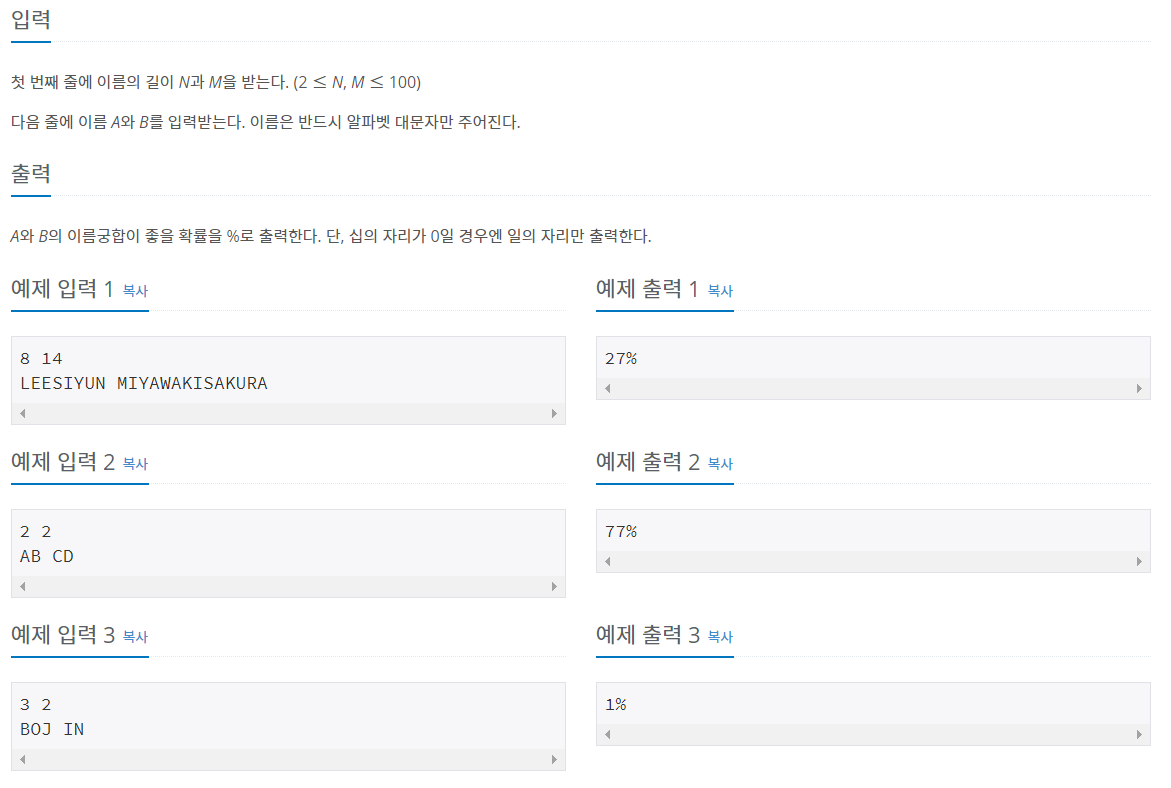 입력
첫 번째 줄에 이름의 길이 N과 M을 받는다. (2 ≤ N, M ≤ 100)
다음 줄에 이름 A와 B를 입력받는다. 이름은 반드시 알파벳 대문자만 주어진다.
출력
A와 B의 이름궁합이 좋을 확률을 %로 출력한다. 단, 십의 자리가 0일 경우엔 일의 자리만 출력한다.
예제 입력 1 복사
8 14
LEESIYUN MIYAWAKISAKURA
예제 출력 1 복사
27%
예제 입력 2 복사
2 2
AB CD
예제 출력 2 복사
77%
예제 입력 3 복사
3 2
BOJ IN
예제 출력 3 복사
1%